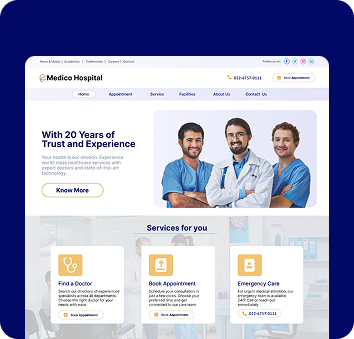 News & Media | Academics | Testimonials | Careers | Contact
Follow us on:
Medico Hospital
022-6757-0111
Book Appointment
Home Appointment Service Facilities About Us Contact Us
With 20 Years of
Trust and Experience
Your health is our mission. Experience
world-class healthcare services with
expert doctors and state-of-the-art
technology.
Know More
Services for you
Find a Doctor
Search our directory of experienced
specialists across all departments.
Choose the right doctor for your
needs with ease
Book Appointment
Book Appointment
Schedule your consultation in
just a few clicks. Choose your
preferred time and get
connected to our care team.
Book Appointment
Emergency Care
For urgent medical attention, our
emergency team is available
24/7. Call or reach out
immediately.
022-6757-0111